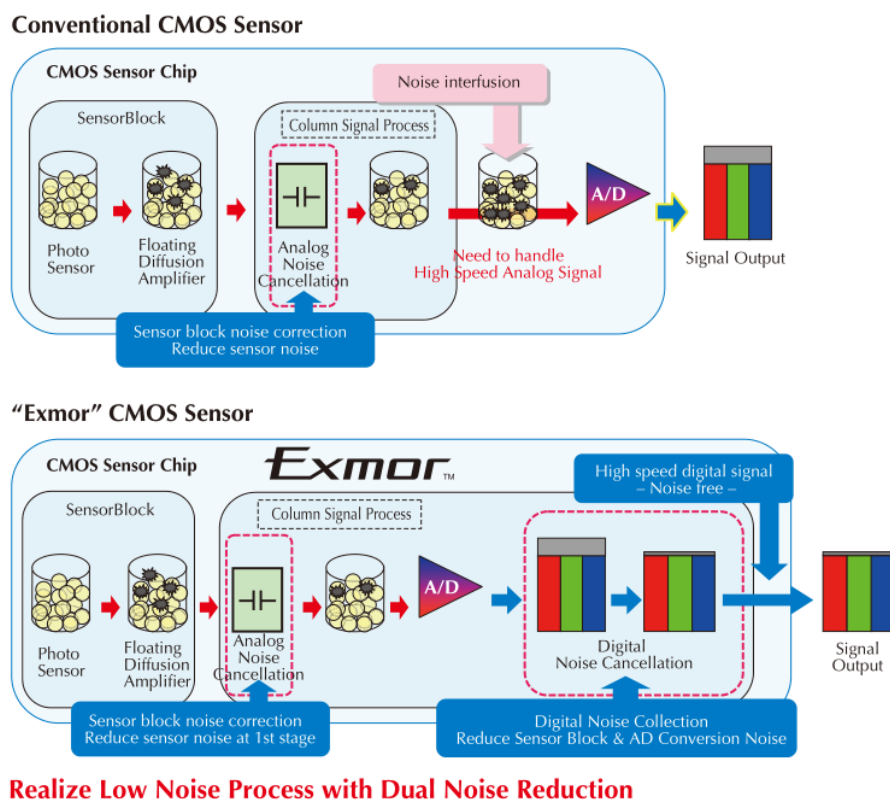 Conventional CMOS Sensor
CMOS Sensor Chip
Noise interfusion
SensorBlock
Column Signal Process
A/D
Photo
Sensor
Floating
Diffusion
Amplifier
Analog
Noise
Cancellation
Need to handle
High Speed Analog Signal
Signal Output
Sensor block noise correction
Reduce sensor noise
“Exmor” CMOS Sensor
CMOS Sensor Chip
Exmor™
High speed digital signal
– Noise free –
SensorBlock
Column Signal Process
A/D
Photo
Sensor
Floating
Diffusion
Amplifier
Analog
Noise
Cancellation
Digital
Noise Cancellation
Signal
Output
Sensor block noise correction
Reduce sensor noise at 1st stage
Digital Noise Collection
Reduce Sensor Block & AD Conversion Noise
Realize Low Noise Process with Dual Noise Reduction